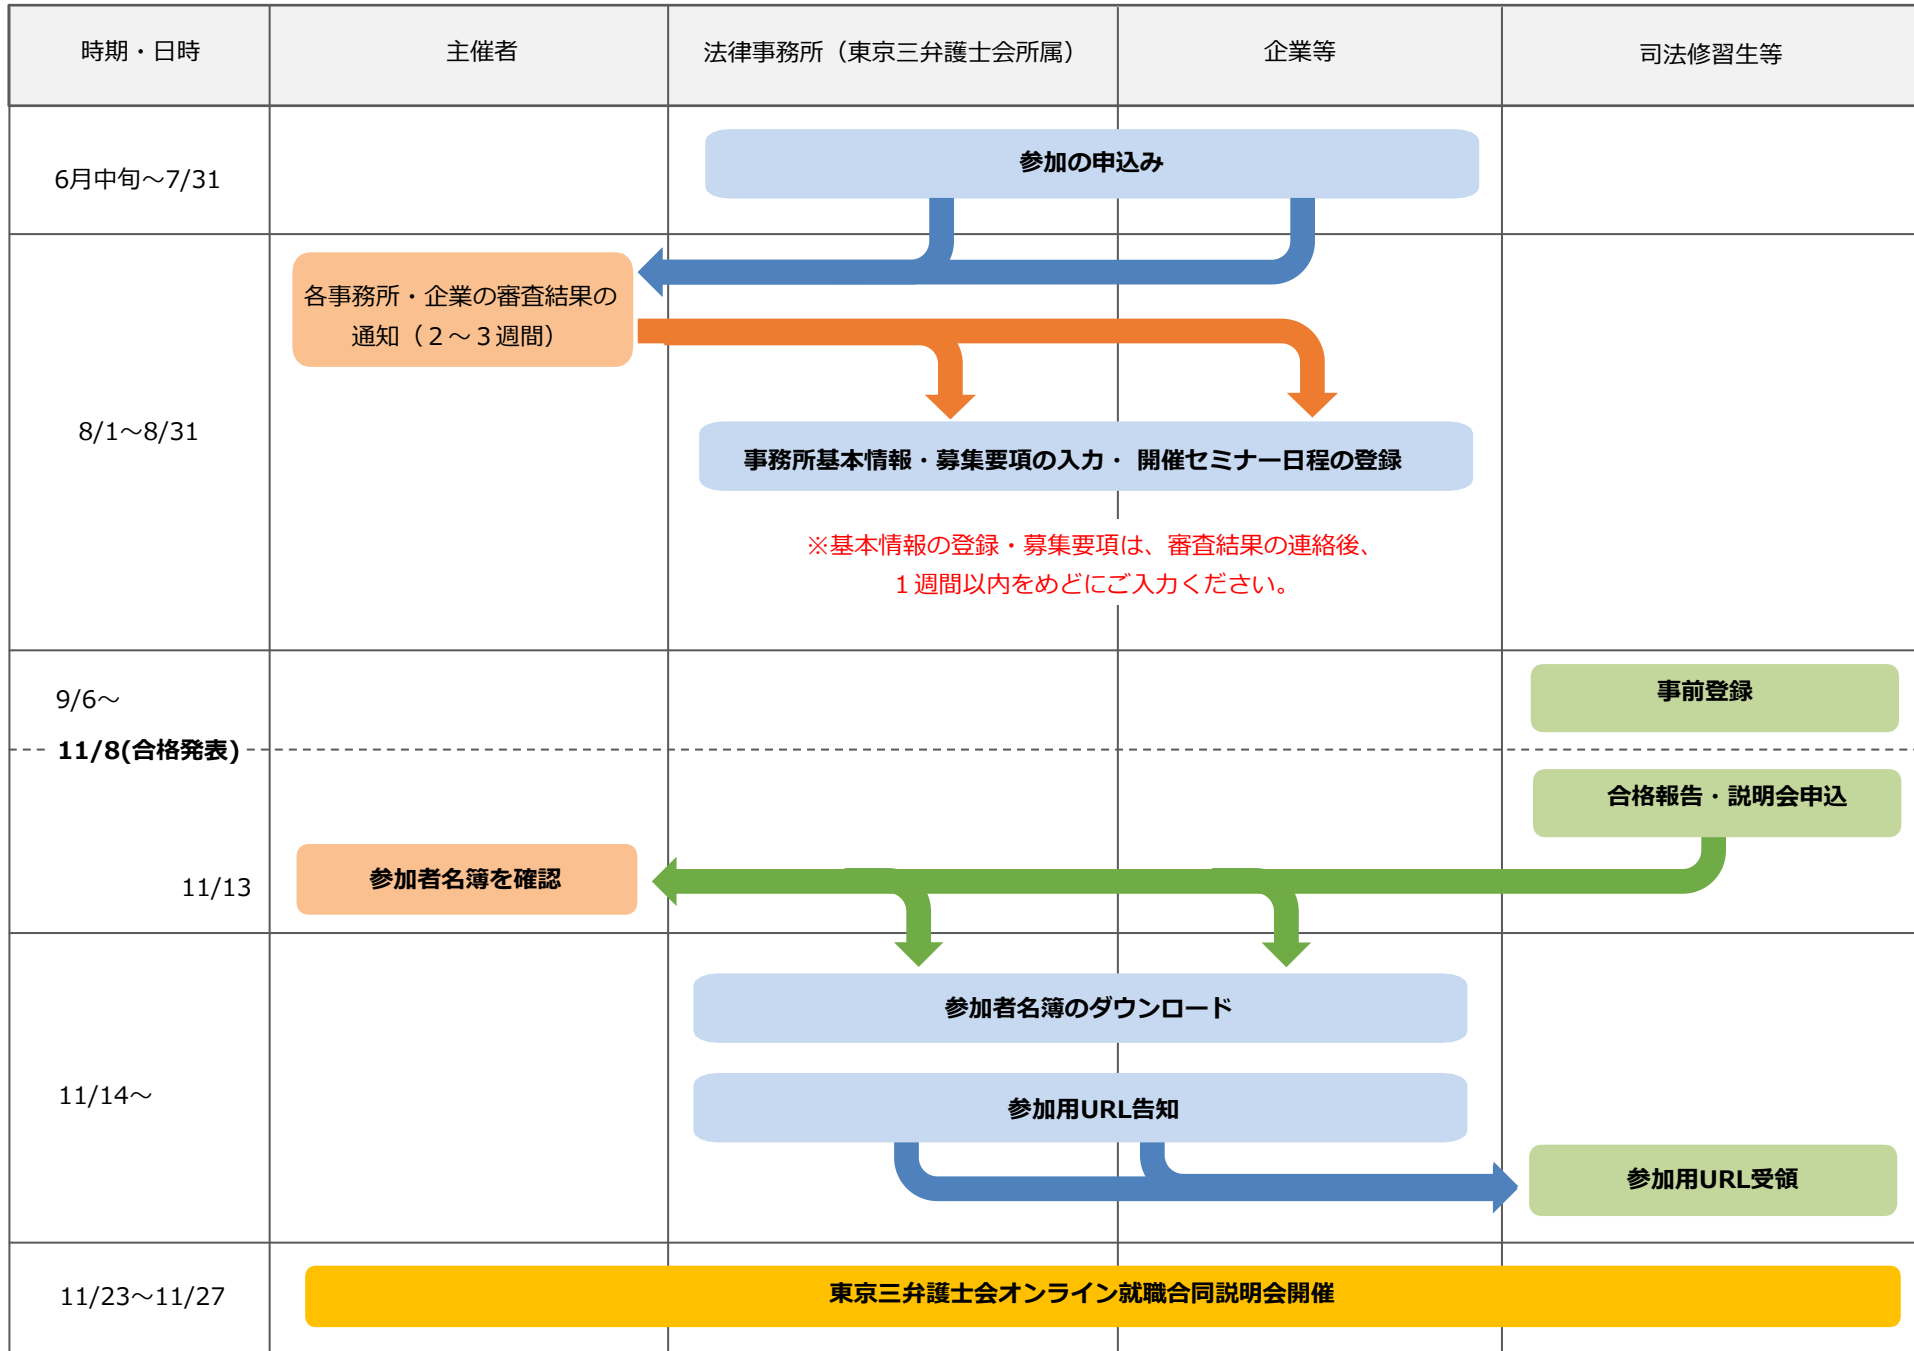 時期・日時
主催者
法律事務所（東京三弁護士会所属）
企業等
司法修習生等
6月中旬～7/31
参加の申込み
8/1～8/31
各事務所・企業の審査結果の
通知（２～３週間）
事務所基本情報・募集要項の入力・ 開催セミナー日程の登録
※基本情報の登録・募集要項は、審査結果の連絡後、
１週間以内をめどにご入力ください。
9/6～
事前登録
11/8(合格発表)
合格報告・説明会申込
11/13
参加者名簿を確認
11/14～
参加者名簿のダウンロード
参加用URL告知
参加用URL受領
11/23～11/27
東京三弁護士会オンライン就職合同説明会開催